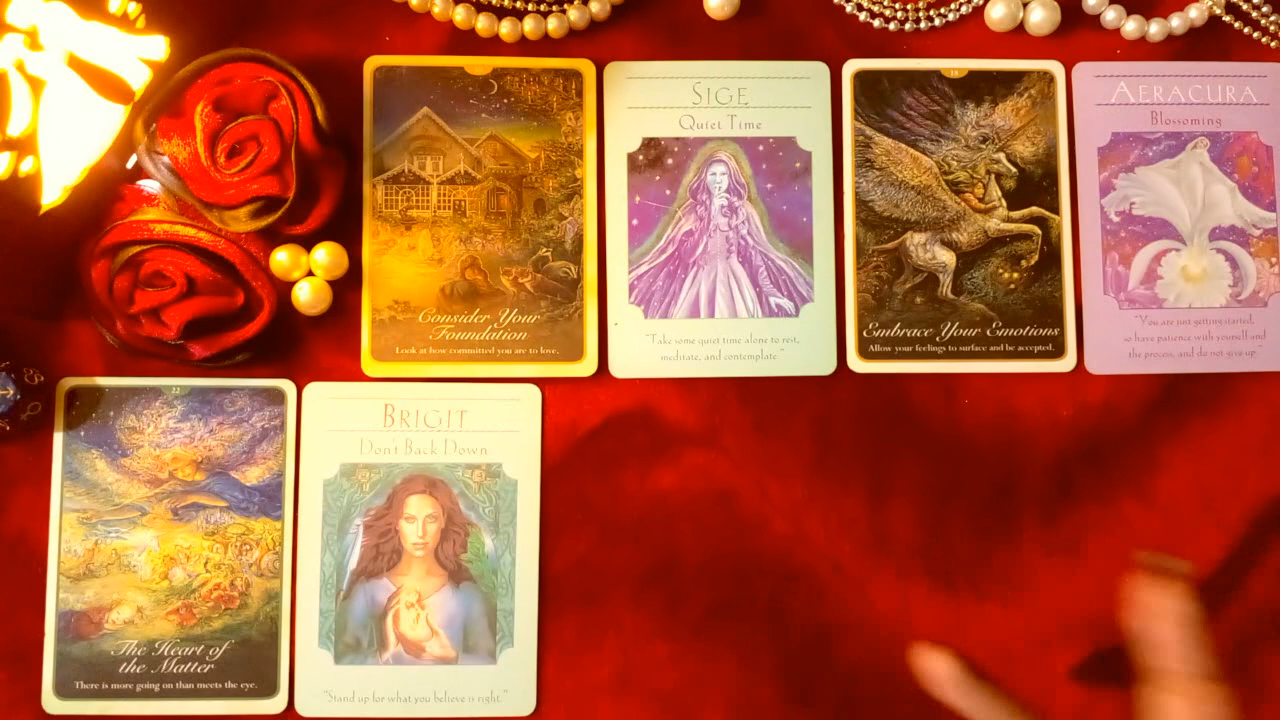 Consider Your
Foundation
Look at how committed you are to love.
SIGE
Quiet Time
"Take some quiet time alone to rest,
meditate, and contemplate."
18
Embrace Your Emotions
Allow your feelings to surface and be accepted.
AERACURA
Blossoming
"You are just getting started,
so have patience with yourself and
the process, and do not give up."
22
The Heart of
the Matter
There is more going on than meets the eye.
BRIGIT
Don't Back Down
"Stand up for what you believe is right."